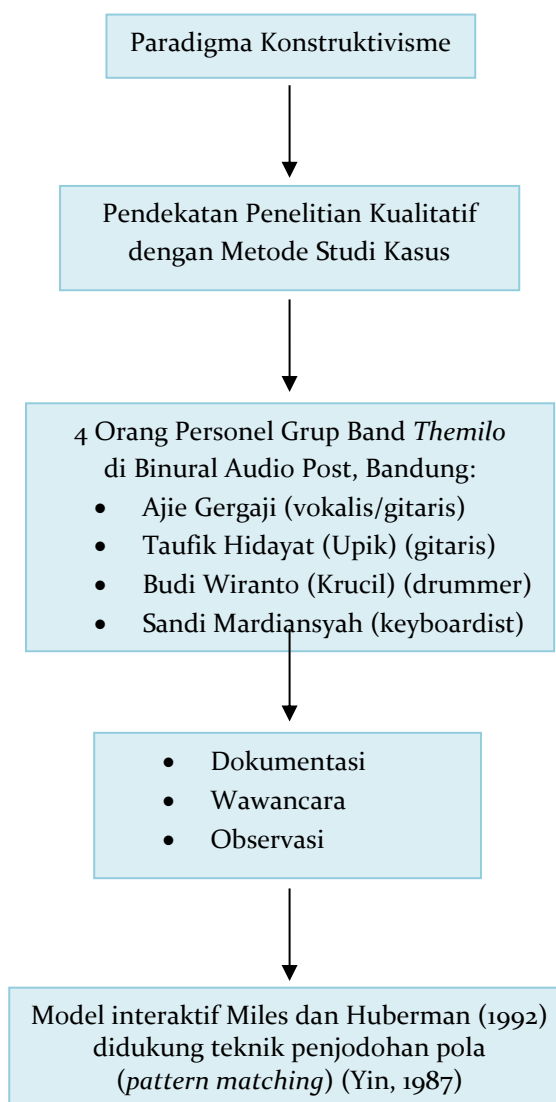 Paradigma Konstruktivisme
Pendekatan Penelitian Kualitatif
dengan Metode Studi Kasus
4 Orang Personel Grup Band Themilo
di Binural Audio Post, Bandung:
• Ajie Gergaji (vokalis/gitaris)
• Taufik Hidayat (Upik) (gitaris)
• Budi Wiranto (Krucil) (drummer)
• Sandi Mardiansyah (keyboardist)
• Dokumentasi
• Wawancara
• Observasi
Model interaktif Miles dan Huberman (1992)
didukung teknik penjodohan pola
(pattern matching) (Yin, 1987)